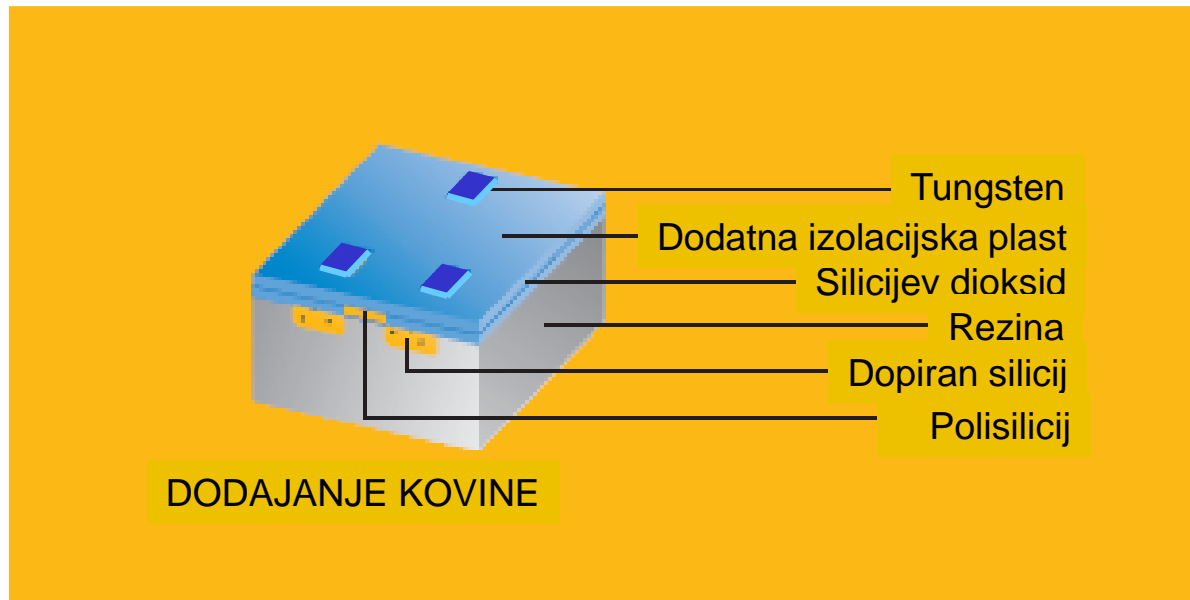 Tungsten
Dodatna izolacijska plast
Silicijev dioksid
Rezina
Dopiran silicij
Polisilicij
DODAJANJE KOVINE